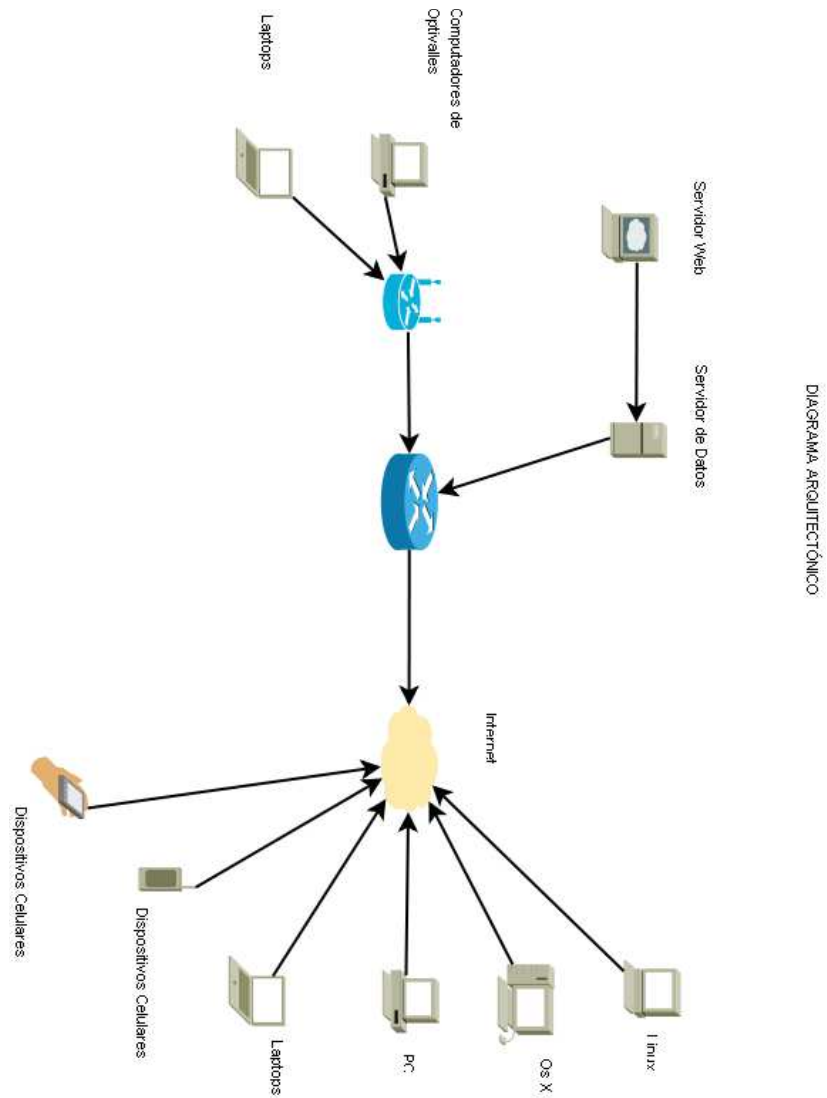 DIAGRAMA ARQUITECTÓNICO
Servidor Web
Servidor de Datos
Computadores de
Optivalles
Laptops
Internet
Linux
Os X
PC
Laptops
Dispositivos Celulares
Dispositivos Celulares